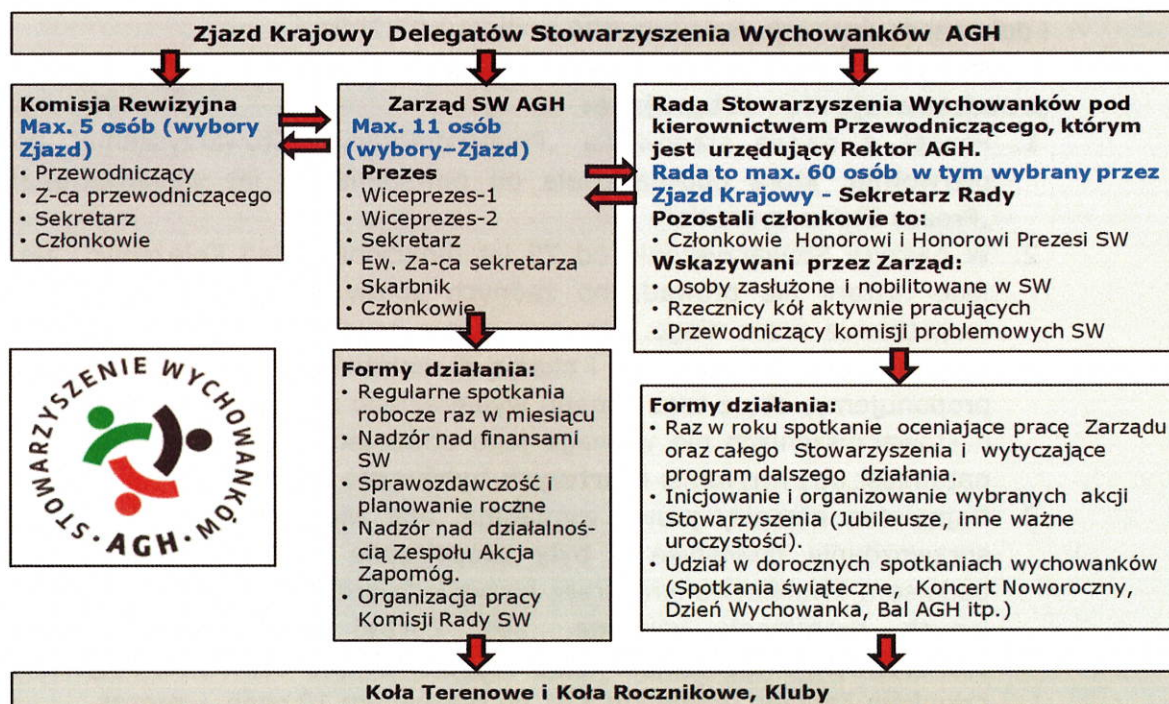 Zjazd Krajowy Delegatów Stowarzyszenia Wychowanków AGH
Komisja Rewizyjna
Max. 5 osób (wybory
Zjazd)
• Przewodniczący
• Z-ca przewodniczącego
• Sekretarz
• Członkowie
Zarząd SW AGH
Max. 11 osób
(wybory–Zjazd)
• Prezes
• Wiceprezes-1
• Wiceprezes-2
• Sekretarz
• Ew. Za-ca sekretarza
• Skarbnik
• Członkowie
Rada Stowarzyszenia Wychowanków pod
kierownictwem Przewodniczącego, którym
jest urzędujący Rektor AGH.
Rada to max. 60 osób w tym wybrany przez
Zjazd Krajowy – Sekretarz Rady
Pozostali członkowie to:
• Członkowie Honorowi i Honorowi Prezesi SW
Wskazywani przez Zarząd:
• Osoby zasłużone i nobilitowane w SW
• Rzecznicy kół aktywnie pracujących
• Przewodniczący komisji problemowych SW
STOWARZYSZENIE WYCHOWANKÓW · AGH ·
Formy działania:
• Regularne spotkania
robocze raz w miesiącu
• Nadzór nad finansami
SW
• Sprawozdawczość i
planowanie roczne
• Nadzór nad działalnoś-
cią Zespołu Akcja
Zapomóg.
• Organizacja pracy
Komisji Rady SW
Formy działania:
• Raz w roku spotkanie oceniające pracę Zarządu
oraz całego Stowarzyszenia i wytyczające
program dalszego działania.
• Inicjowanie i organizowanie wybranych akcji
Stowarzyszenia (Jubileusze, inne ważne
uroczystości).
• Udział w dorocznych spotkaniach wychowanków
(Spotkania świąteczne, Koncert Noworoczny,
Dzień Wychowanka, Bal AGH itp.)
Koła Terenowe i Koła Rocznikowe, Kluby